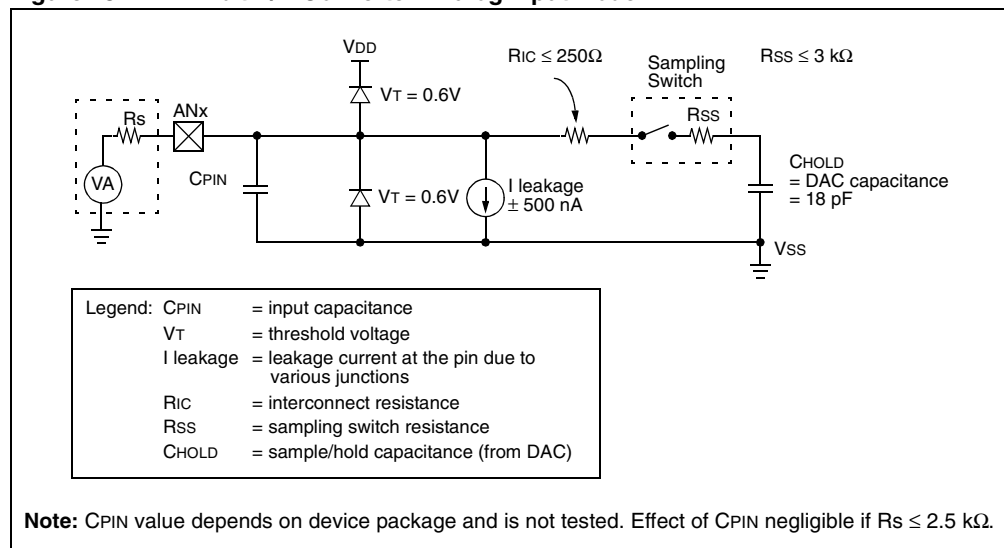 VDD
RIC ≤ 250Ω
Sampling
Switch
RSS ≤ 3 kΩ
VT = 0.6V
Rs
ANx
RSS
VA
CPIN
VT = 0.6V
I leakage
± 500 nA
CHOLD
= DAC capacitance
= 18 pF
VSS
Legend: CPIN = input capacitance
VT = threshold voltage
I leakage = leakage current at the pin due to
various junctions
RIC = interconnect resistance
RSS = sampling switch resistance
CHOLD = sample/hold capacitance (from DAC)
Note: CPIN value depends on device package and is not tested. Effect of CPIN negligible if Rs ≤ 2.5 kΩ.